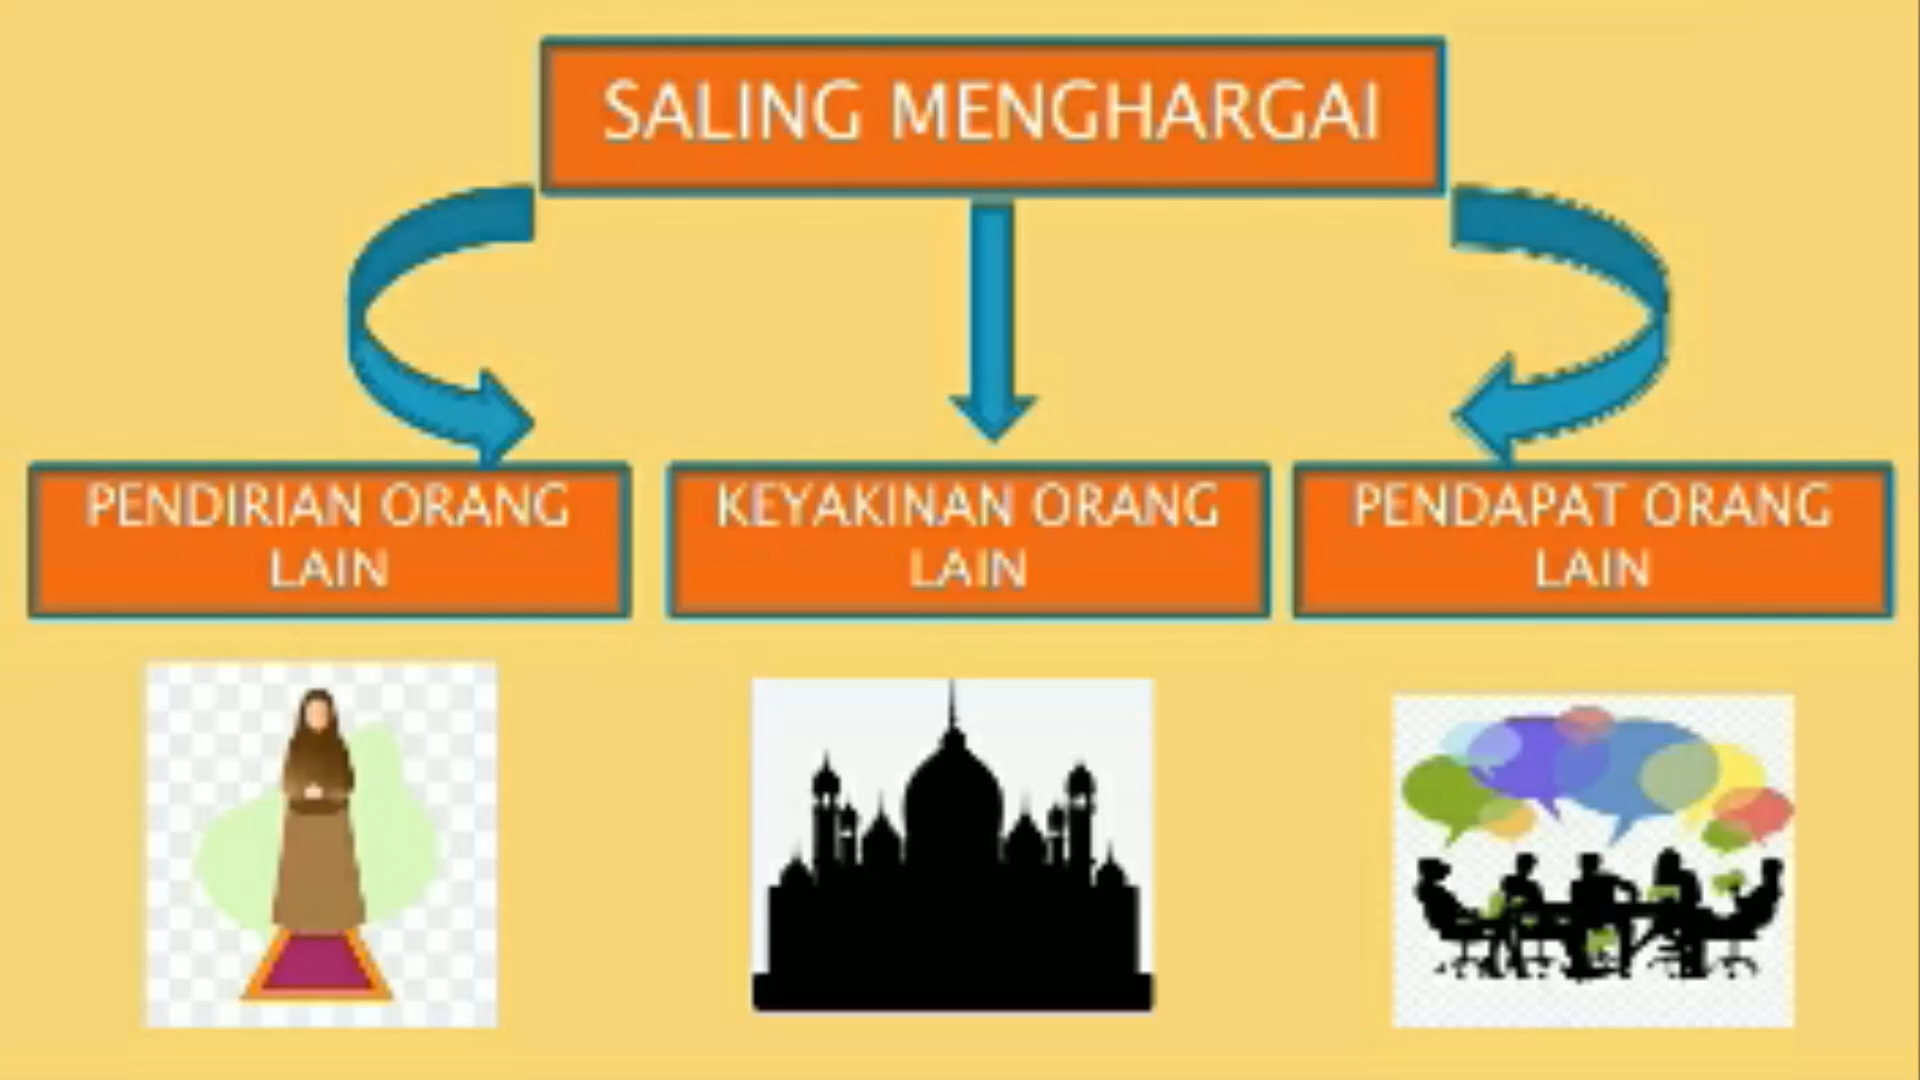 SALING MENGHARGAI
PENDIRIAN ORANG
LAIN
KEYAKINAN ORANG
LAIN
PENDAPAT ORANG
LAIN